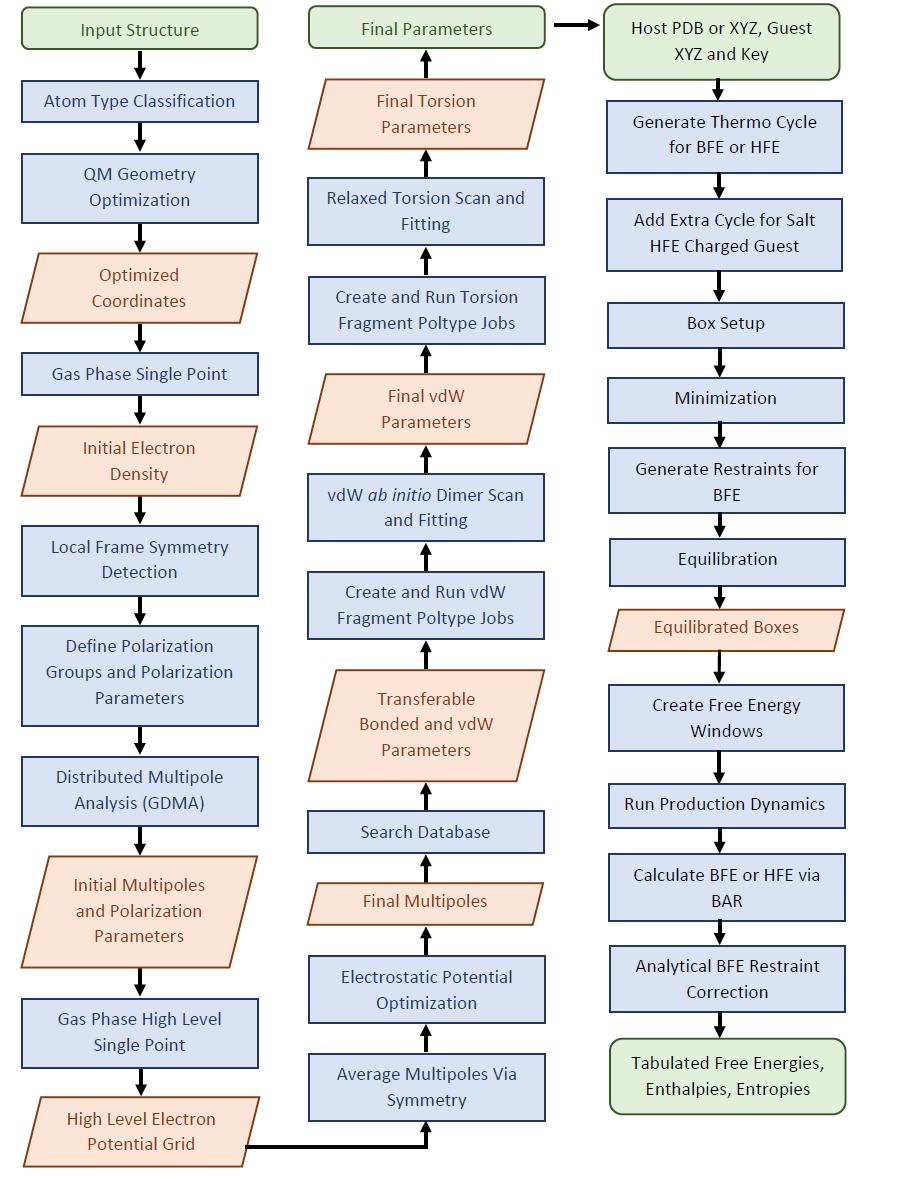 Input Structure
Atom Type Classification
QM Geometry
Optimization
Optimized
Coordinates
Gas Phase Single Point
Initial Electron
Density
Local Frame Symmetry
Detection
Define Polarization
Groups and Polarization
Parameters
Distributed Multipole
Analysis (GDMA)
Initial Multipoles
and Polarization
Parameters
Gas Phase High Level
Single Point
High Level Electron
Potential Grid
Final Parameters
Final Torsion
Parameters
Relaxed Torsion Scan and
Fitting
Create and Run Torsion
Fragment Poltype Jobs
Final vdW
Parameters
vdW ab initio Dimer Scan
and Fitting
Create and Run vdW
Fragment Poltype Jobs
Transferable
Bonded and vdW
Parameters
Search Database
Final Multipoles
Electrostatic Potential
Optimization
Average Multipoles Via
Symmetry
Host PDB or XYZ, Guest
XYZ and Key
Generate Thermo Cycle
for BFE or HFE
Add Extra Cycle for Salt
HFE Charged Guest
Box Setup
Minimization
Generate Restraints for
BFE
Equilibration
Equilibrated Boxes
Create Free Energy
Windows
Run Production Dynamics
Calculate BFE or HFE via
BAR
Analytical BFE Restraint
Correction
Tabulated Free Energies,
Enthalpies, Entropies